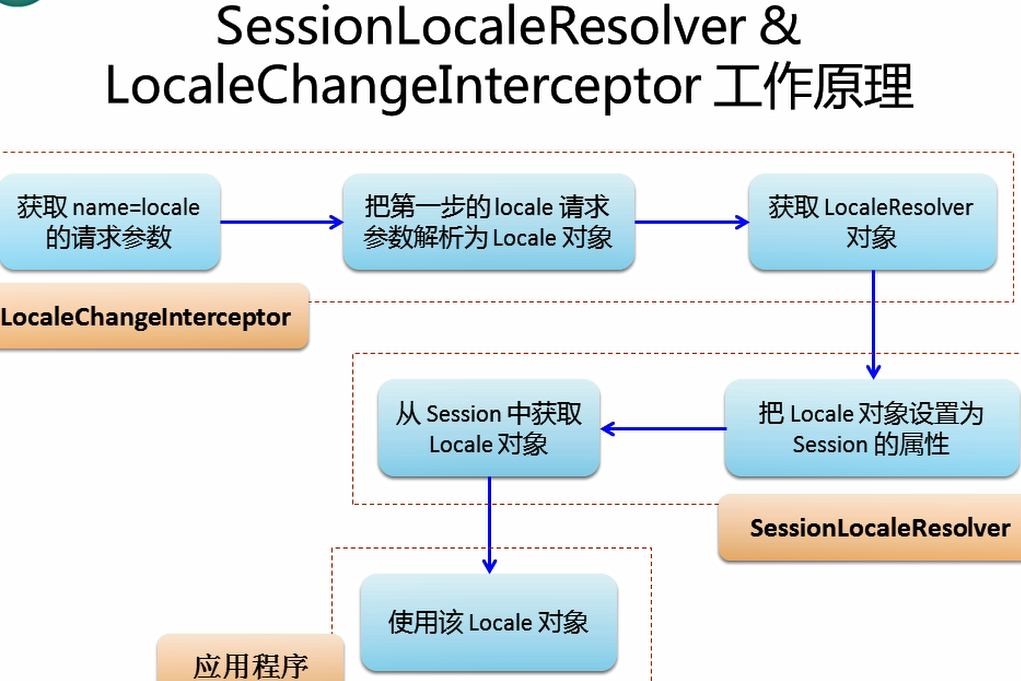 SessionLocaleResolver &
LocaleChangeInterceptor 工作原理
获取 name=locale
的请求参数
把第一步的 locale 请求
参数解析为 Locale 对象
获取 LocaleResolver
对象
LocaleChangeInterceptor
从 Session 中获取
Locale 对象
把 Locale 对象设置为
Session 的属性
SessionLocaleResolver
使用该 Locale 对象
应用程序